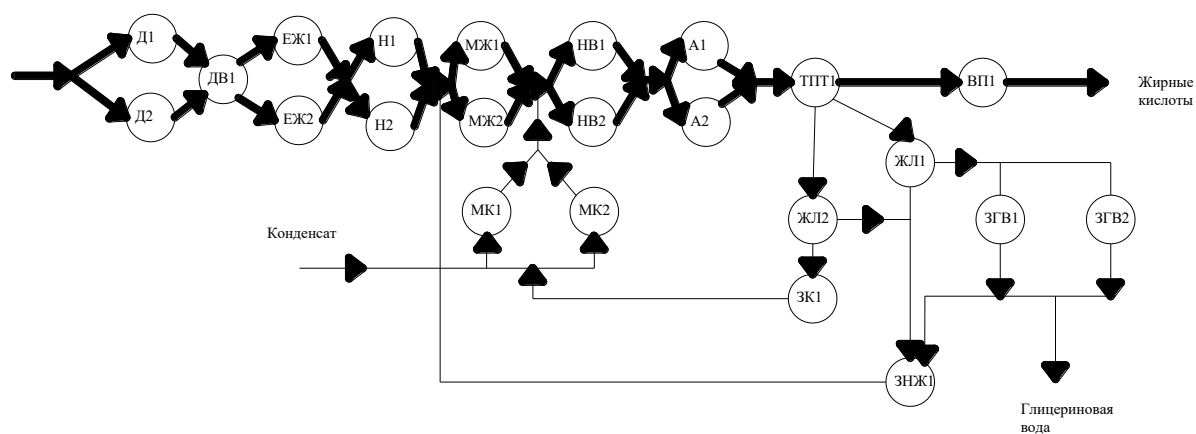 Д1
ЕЖ1
Н1
МЖ1
НВ1
А1
ДВ1
ТПТ1
ВП1
Жирные
кислоты
Д2
ЕЖ2
Н2
МЖ2
НВ2
А2
ЖЛ1
МК1
МК2
ЖЛ2
ЗГВ1
ЗГВ2
Конденсат
ЗК1
ЗНЖ1
Глицериновая
вода